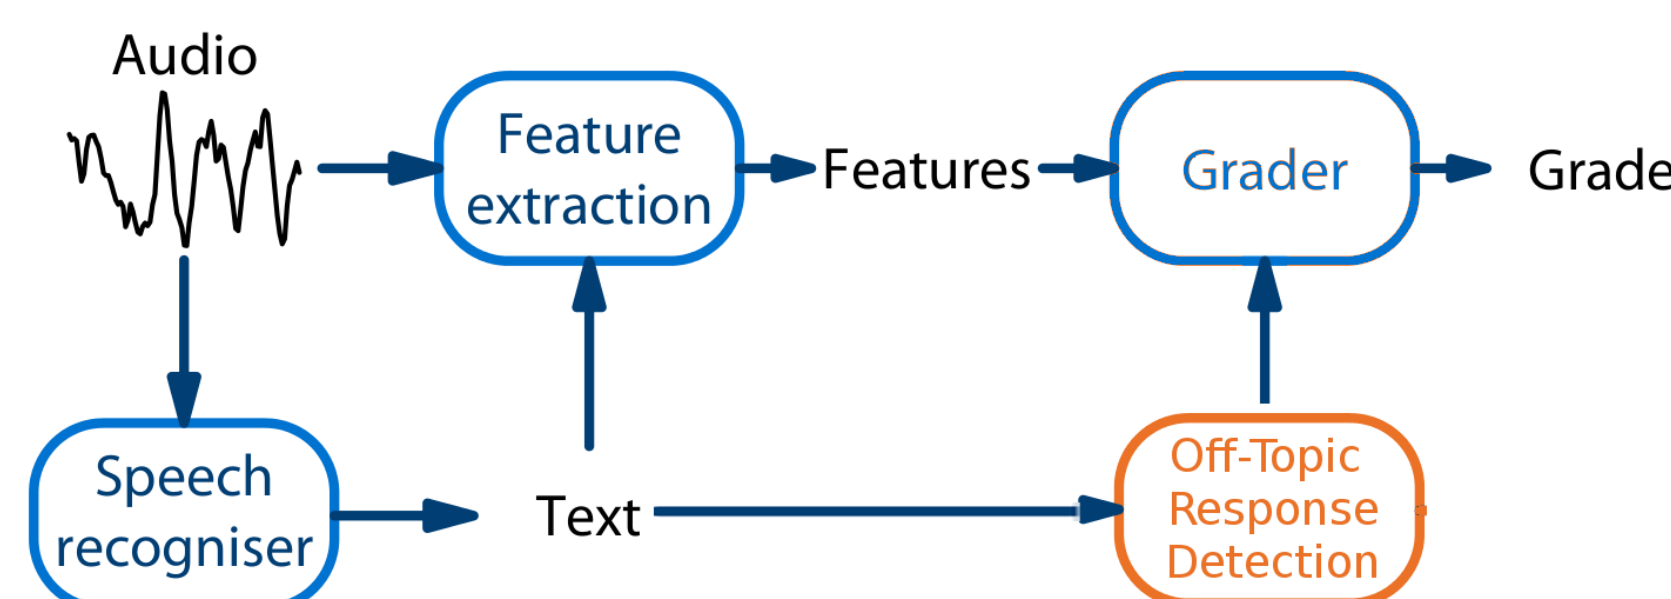 Audio
Feature
extraction
Features
Grader
Grade
Speech
recogniser
Text
Off-Topic
Response
Detection